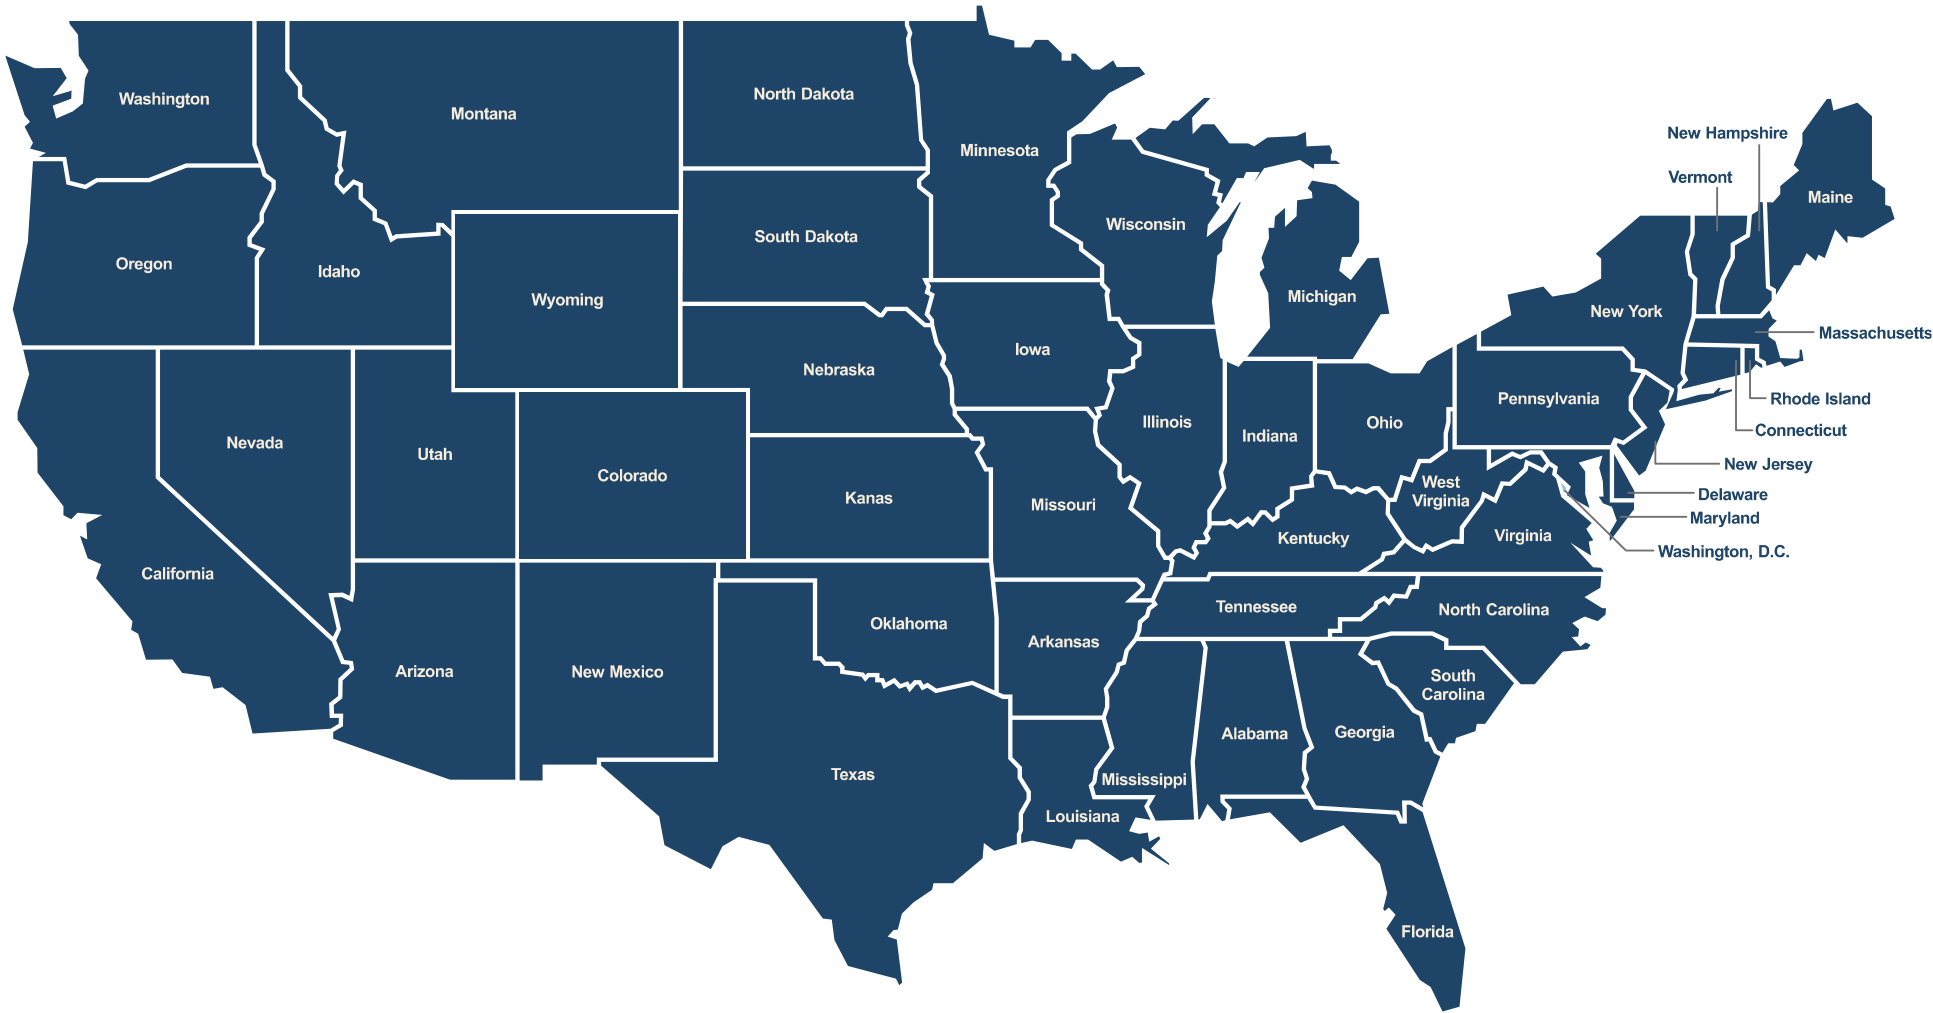 Washington
Montana
North Dakota
Minnesota
New Hampshire
Vermont
Maine
Oregon
Idaho
South Dakota
Wisconsin
Wyoming
Michigan
New York
Massachusetts
Iowa
Nebraska
Pennsylvania
Rhode Island
Nevada
Utah
Colorado
Illinois
Indiana
Ohio
Connecticut
New Jersey
Kanas
Missouri
West
Virginia
Delaware
Maryland
Kentucky
Virginia
Washington, D.C.
California
Tennessee
North Carolina
Oklahoma
Arkansas
Arizona
New Mexico
South
Carolina
Alabama
Georgia
Texas
Mississippi
Louisiana
Florida